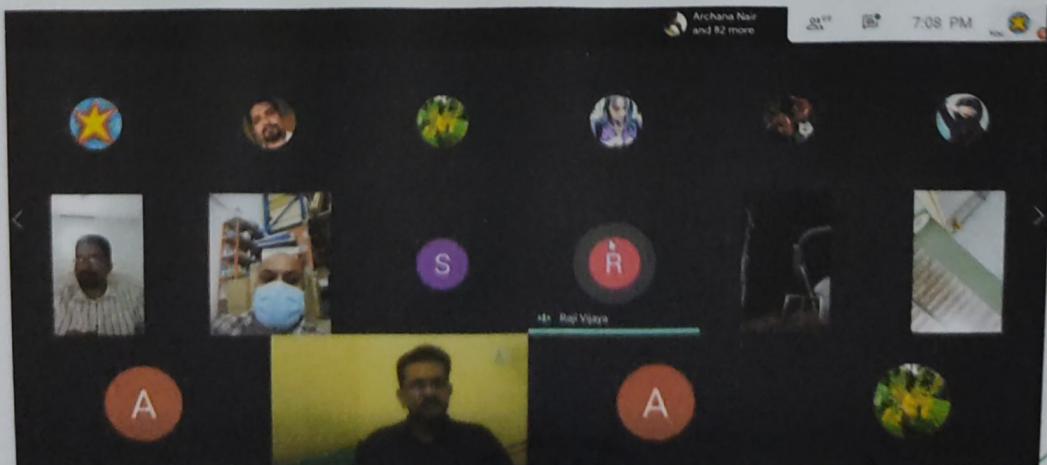 Archana Nair
and 82 more
7:08 PM
S
R
Raji Vijaya
A
A